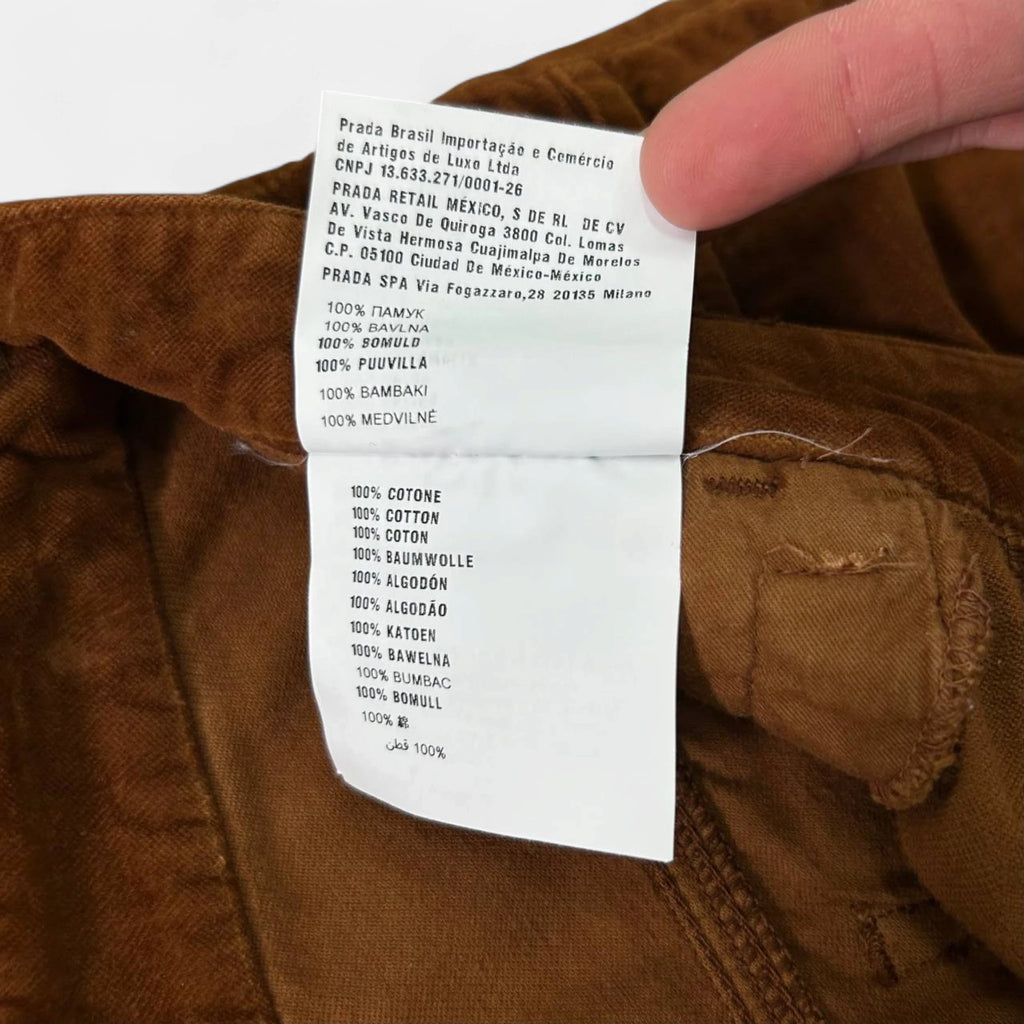 Prada Brasil Importação e Comércio
de Artigos de Luxo Ltda
CNPJ 13.633.271/0001-26
PRADA RETAIL MÉXICO, S DE RL DE CV
AV. Vasco De Quiroga 3800 Col. Lomas
De Vista Hermosa Cuajimalpa De Morelos
C.P. 05100 Ciudad De México-México
PRADA SPA Via Fogazzaro,28 20135 Milano
100% ПАМУК
100% BAVLNA
100% BOMULD
100% PUUVILLA
100% BAMBAKI
100% MEDVILNĖ
100% COTONE
100% COTTON
100% COTON
100% BAUMWOLLE
100% ALGODÓN
100% ALGODÃO
100% KATOEN
100% BAWELNA
100% BUMBAC
100% BOMULL
100% 綿
100% قطن